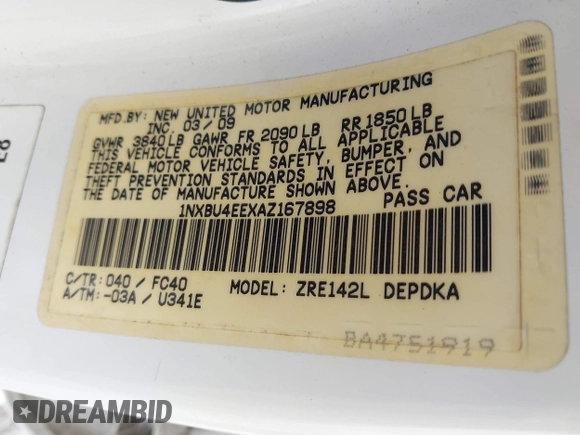 MFD.BY: NEW UNITED MOTOR MANUFACTURING
INC. 03/09
GVWR 3840LB GAWR FR 2090LB RR1850LB
THIS VEHICLE CONFORMS TO ALL APPLICABLE
FEDERAL MOTOR VEHICLE SAFETY, BUMPER, AND
THEFT PREVENTION STANDARDS IN EFFECT ON
THE DATE OF MANUFACTURE SHOWN ABOVE.
1NXBU4EEXAZ167898 PASS CAR
C/TR: 040 / FC40 MODEL: ZRE142L DEPDKA
A/TM: -03A / U341E
BA4751919
DREAMBID